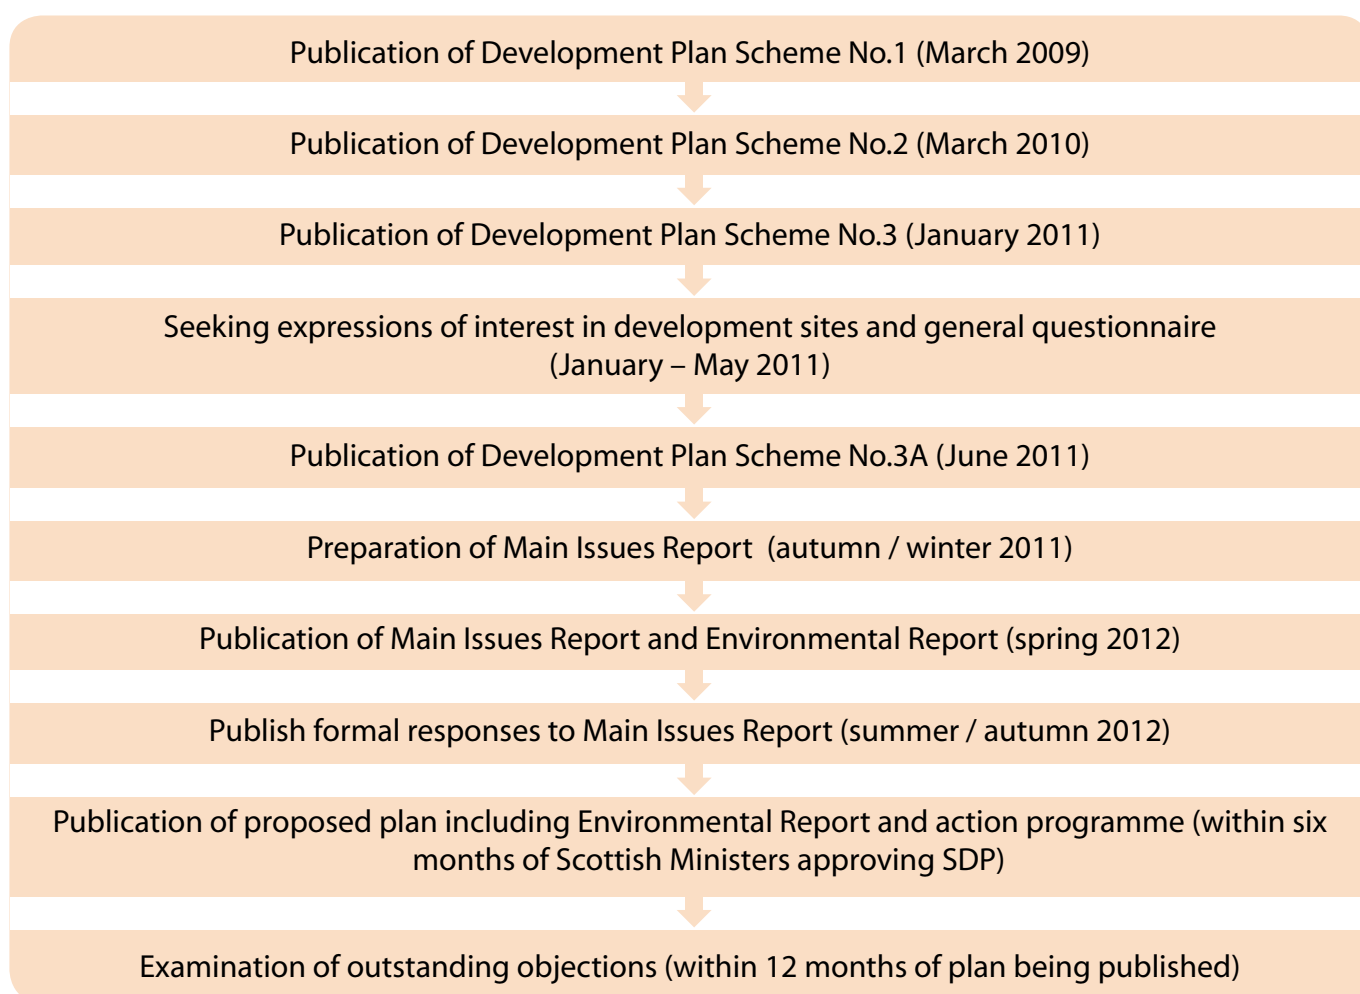 Publication of Development Plan Scheme No.1 (March 2009)
Publication of Development Plan Scheme No.2 (March 2010)
Publication of Development Plan Scheme No.3 (January 2011)
Seeking expressions of interest in development sites and general questionnaire
(January – May 2011)
Publication of Development Plan Scheme No.3A (June 2011)
Preparation of Main Issues Report (autumn / winter 2011)
Publication of Main Issues Report and Environmental Report (spring 2012)
Publish formal responses to Main Issues Report (summer / autumn 2012)
Publication of proposed plan including Environmental Report and action programme (within six
months of Scottish Ministers approving SDP)
Examination of outstanding objections (within 12 months of plan being published)